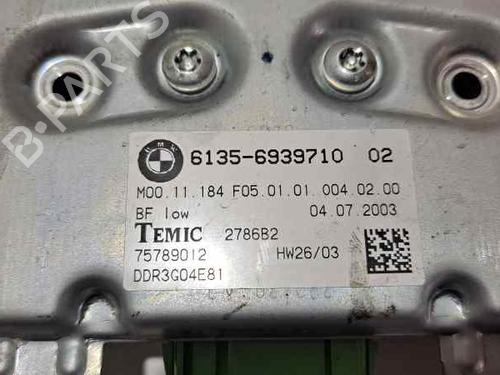 B-PARTS
BMW
6135-6939710 02
M00.11.184 F05.01.01.004.02.00
BF low 04.07.2003
TEMIC 2786B2
75789012 HW26/03
DDR3G04E81